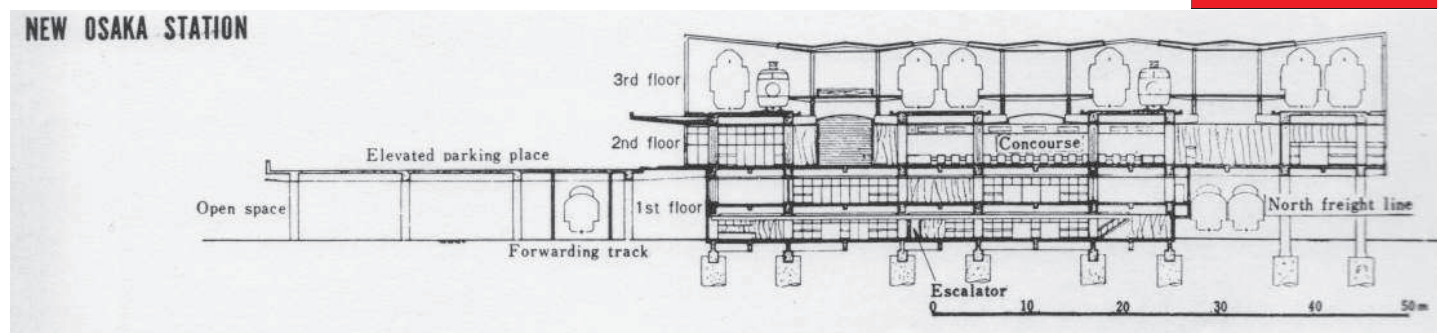 NEW OSAKA STATION
3rd floor
2nd floor
Concourse
Elevated parking place
Open space
1st floor
North freight line
Forwarding track
Escalator
0 10 20 30 40 50m